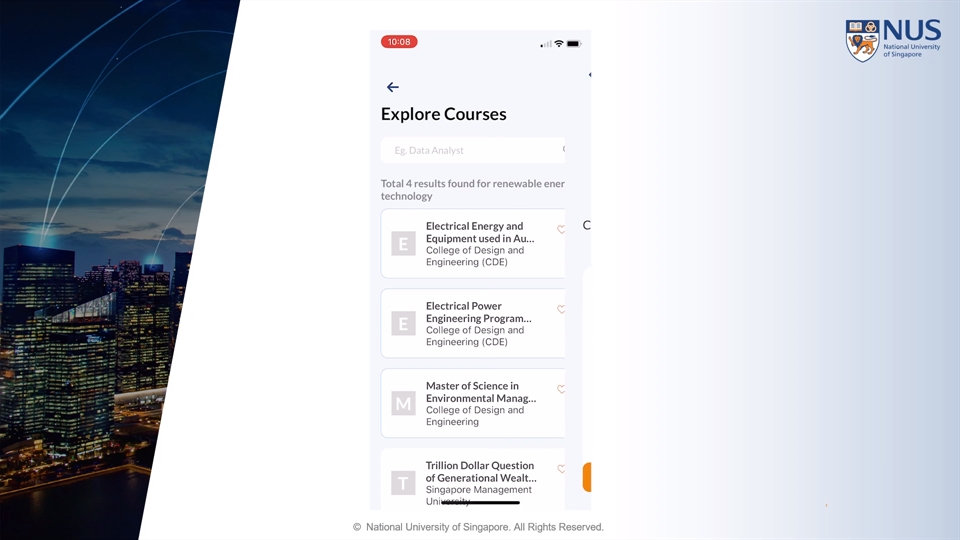 NUS
National University
of Singapore
10:08
Explore Courses
Eg. Data Analyst
Total 4 results found for renewable ener
technology
E
Electrical Energy and
Equipment used in Au...
College of Design and
Engineering (CDE)
E
Electrical Power
Engineering Program...
College of Design and
Engineering (CDE)
M
Master of Science in
Environmental Manag...
College of Design and
Engineering
T
Trillion Dollar Question
of Generational Wealt...
Singapore Management
University
© National University of Singapore. All Rights Reserved.